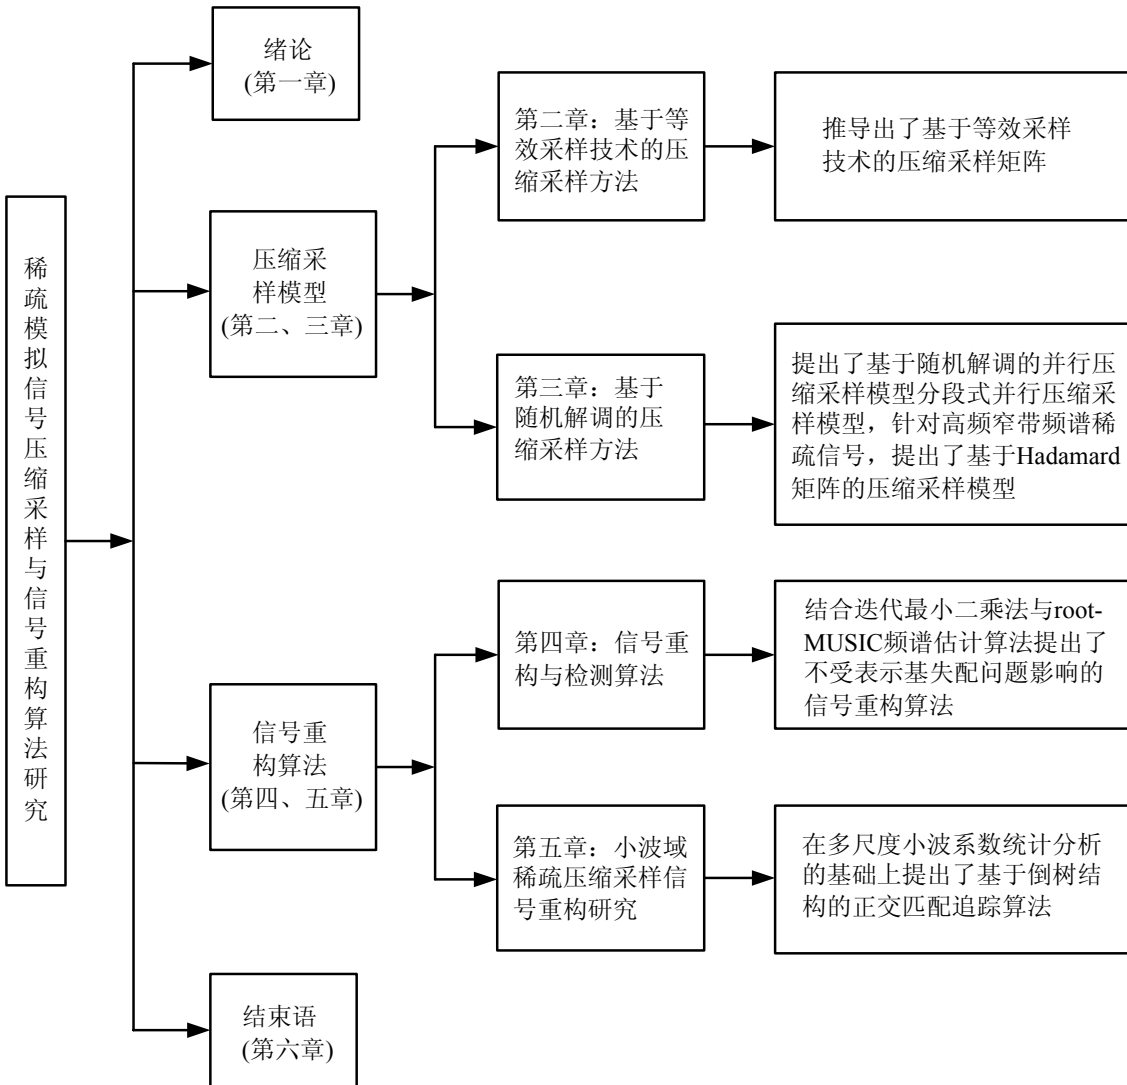 稀疏模拟信号压缩采样与信号重构算法研究
绪论
(第一章)
压缩采
样模型
(第二、三章)
第二章：基于等
效采样技术的压
缩采样方法
推导出了基于等效采样
技术的压缩采样矩阵
第三章：基于
随机解调的压
缩采样方法
提出了基于随机解调的并行压
缩采样模型分段式并行压缩采
样模型，针对高频窄带频谱稀
疏信号，提出了基于Hadamard
矩阵的压缩采样模型
信号重
构算法
(第四、五章)
第四章：信号重
构与检测算法
结合迭代最小二乘法与root-
MUSIC频谱估计算法提出了
不受表示基失配问题影响的
信号重构算法
第五章：小波域
稀疏压缩采样信
号重构研究
在多尺度小波系数统计分析
的基础上提出了基于倒树结
构的正交匹配追踪算法
结束语
(第六章)